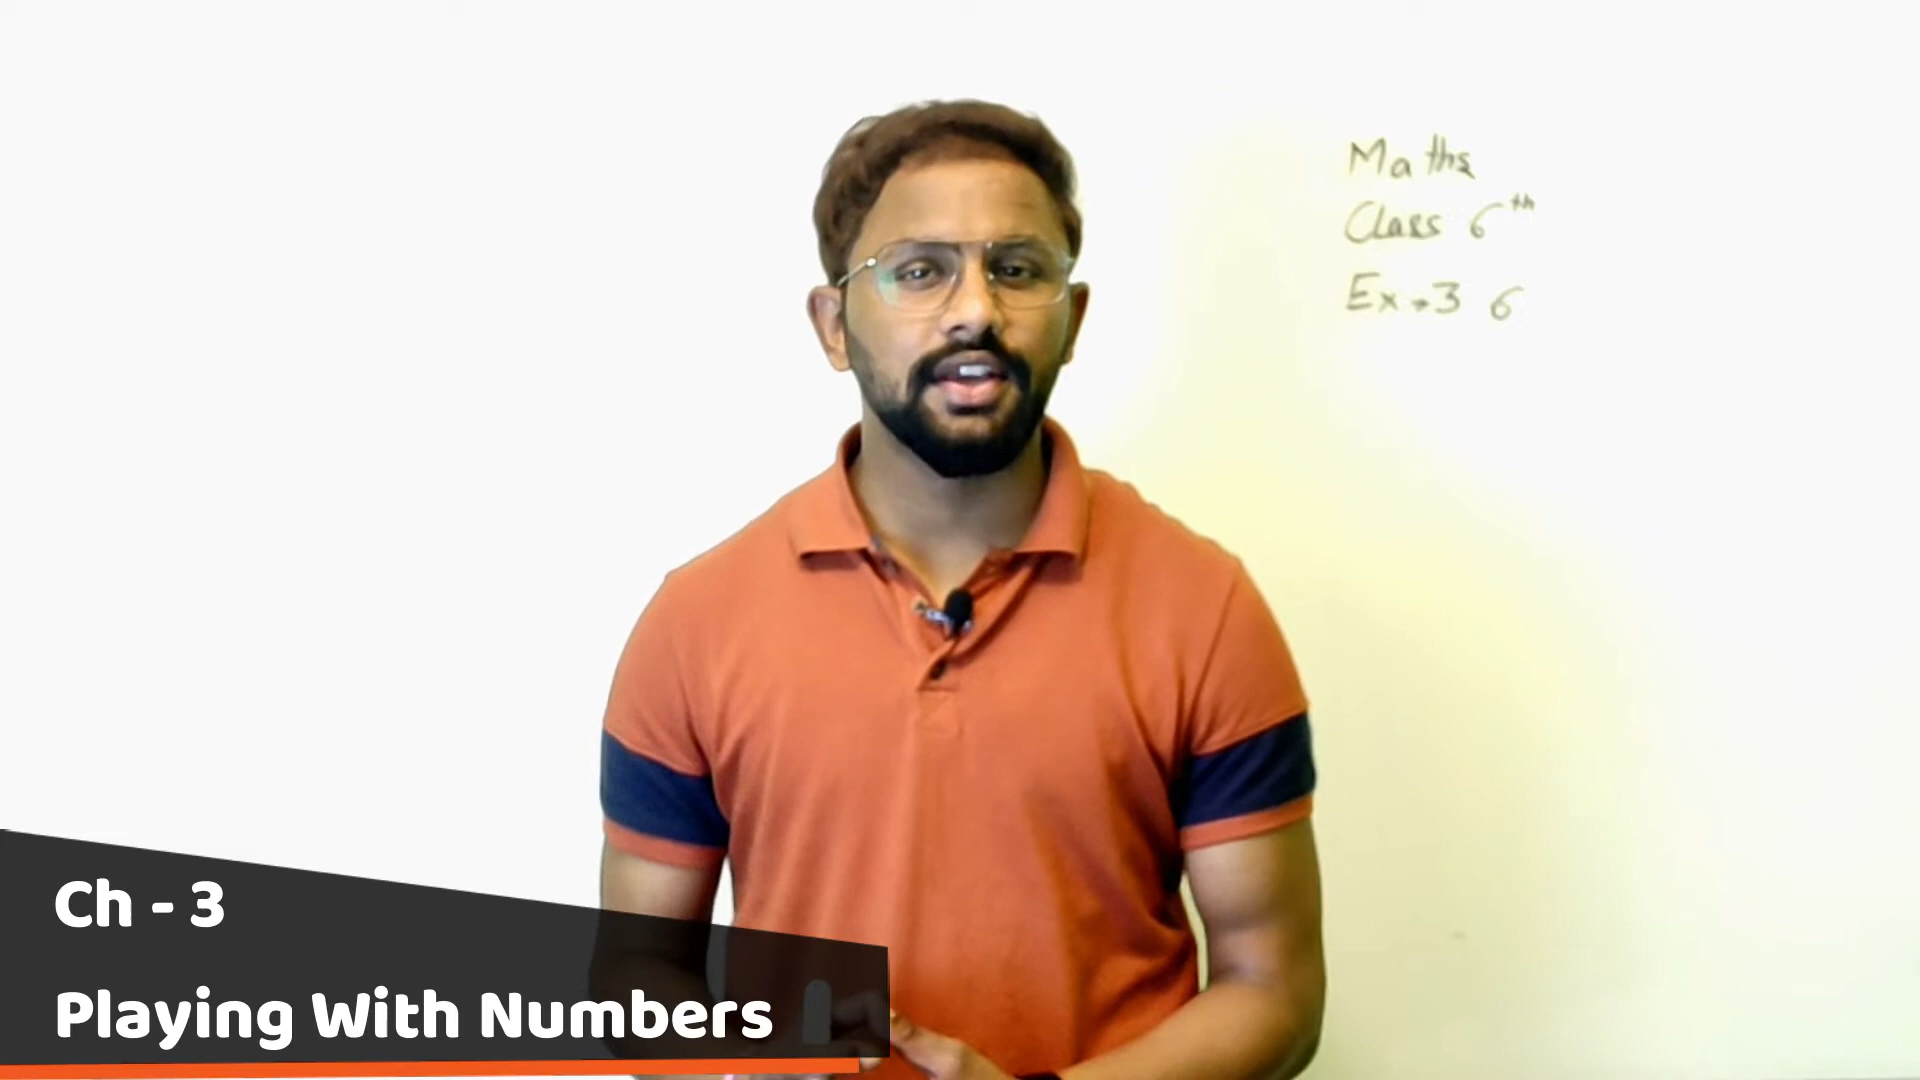 Maths
Class 6th
Ex → 3 6
Ch - 3
Playing With Numbers